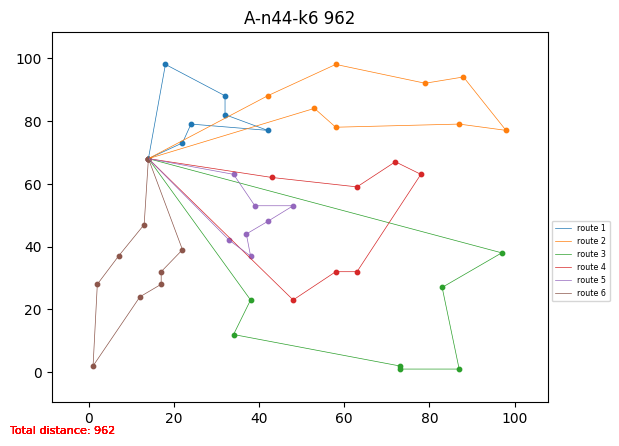 A-n44-k6 962
100
80
60
40
20
0
0 20 40 60 80 100
route 1
route 2
route 3
route 4
route 5
route 6
Total distance: 962